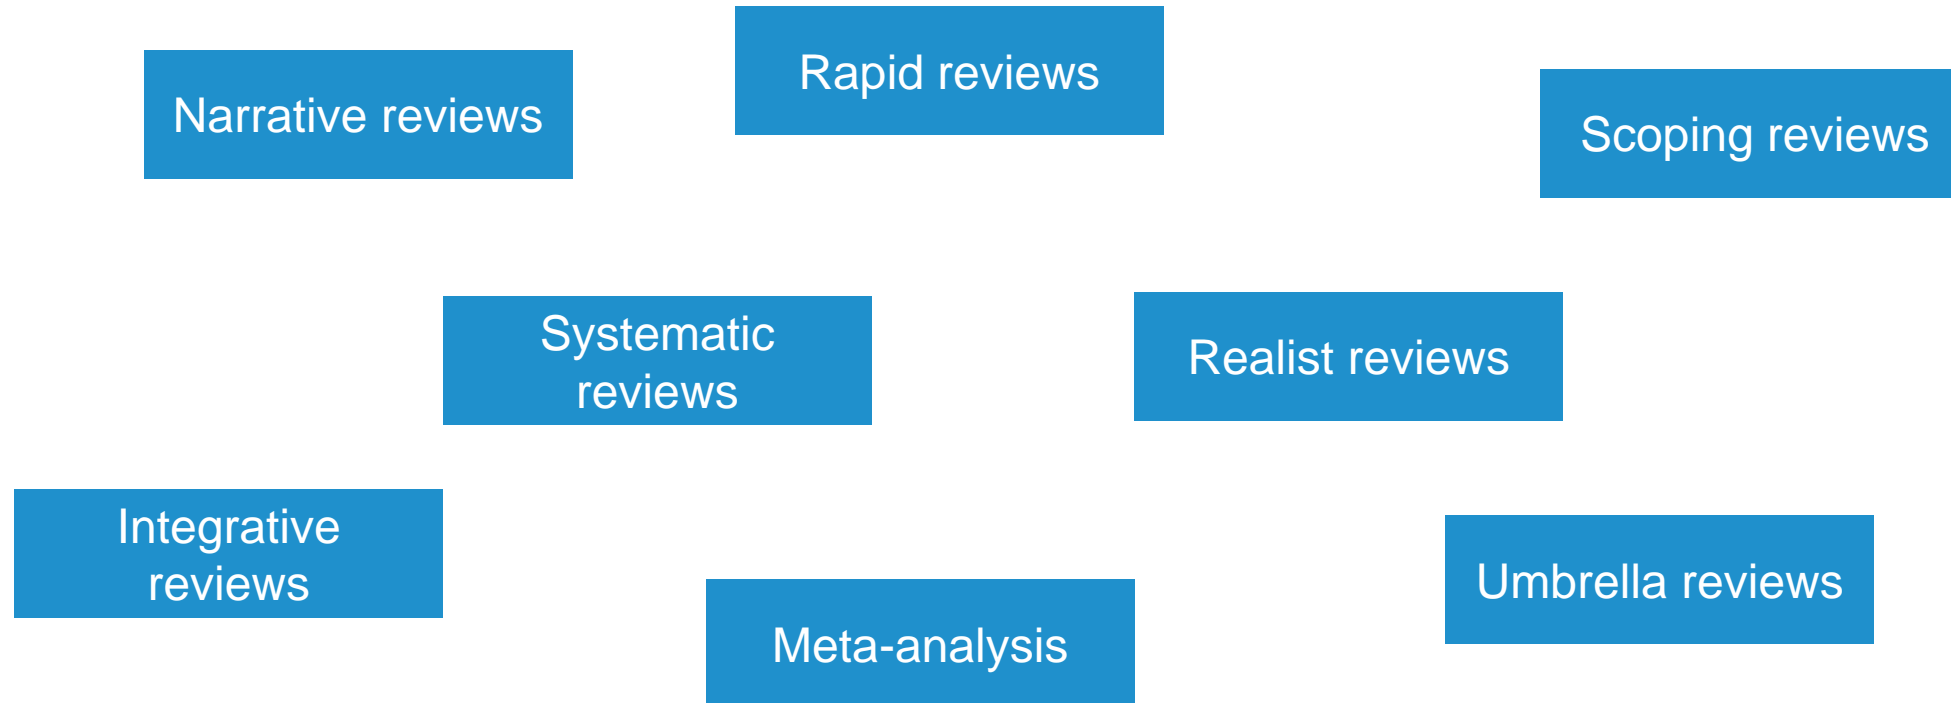 Rapid reviews
Narrative reviews
Scoping reviews
Systematic
reviews
Realist reviews
Integrative
reviews
Umbrella reviews
Meta-analysis